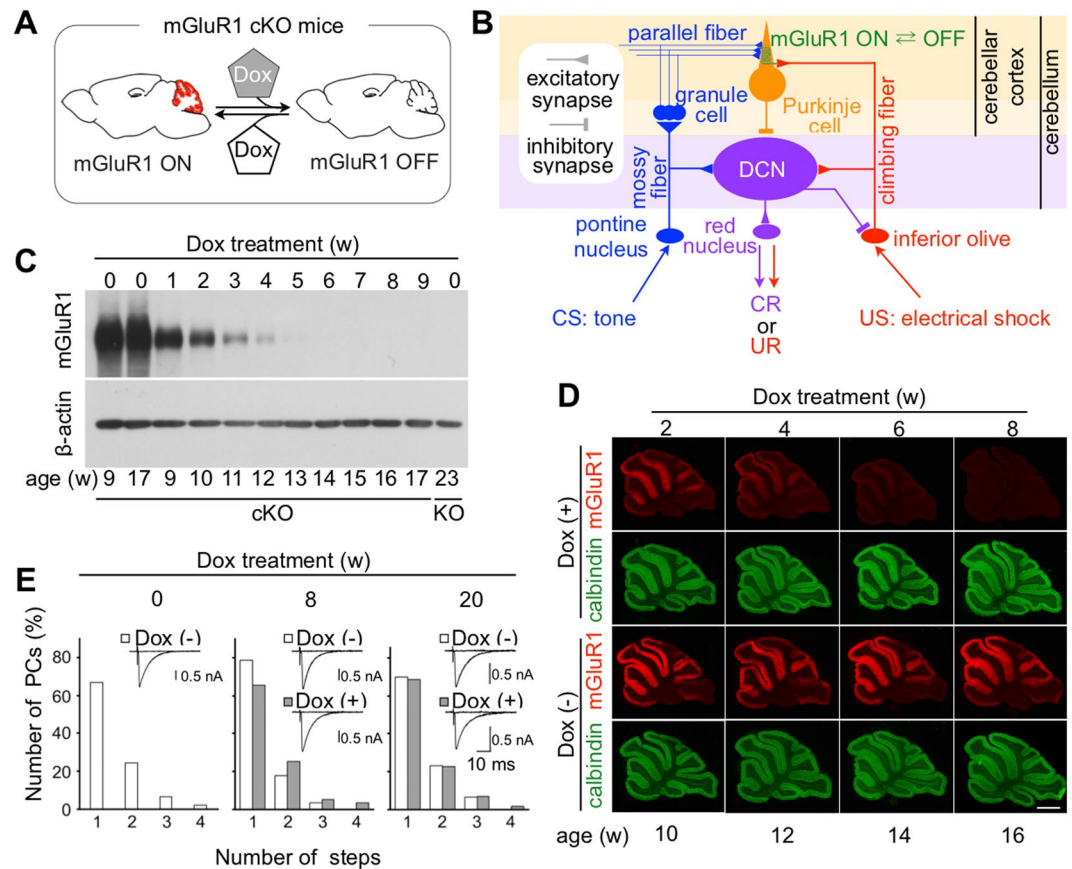 A
mGluR1 cKO mice
Dox
Dox
mGluR1 ON
mGluR1 OFF
B
parallel fiber
mGluR1 ON ⇄ OFF
excitatory
synapse
inhibitory
synapse
granule
cell
Purkinje
cell
mossy
fiber
DCN
climbing fiber
cerebellar
cortex
cerebellum
pontine
nucleus
red
nucleus
inferior olive
CS: tone
CR
or
UR
US: electrical shock
C
Dox treatment (w)
0 0 1 2 3 4 5 6 7 8 9 0
mGluR1
β-actin
age (w) 9 17 9 10 11 12 13 14 15 16 17 23
cKO KO
D
Dox treatment (w)
2 4 6 8
Dox (+)
mGluR1
calbindin
Dox (-)
mGluR1
calbindin
age (w) 10 12 14 16
E
Dox treatment (w)
0 8 20
Number of PCs (%)
80
60
40
20
0
Dox (-)
0.5 nA
Dox (-)
0.5 nA
Dox (+)
0.5 nA
Dox (-)
0.5 nA
Dox (+)
0.5 nA
10 ms
1 2 3 4
1 2 3 4
1 2 3 4
Number of steps